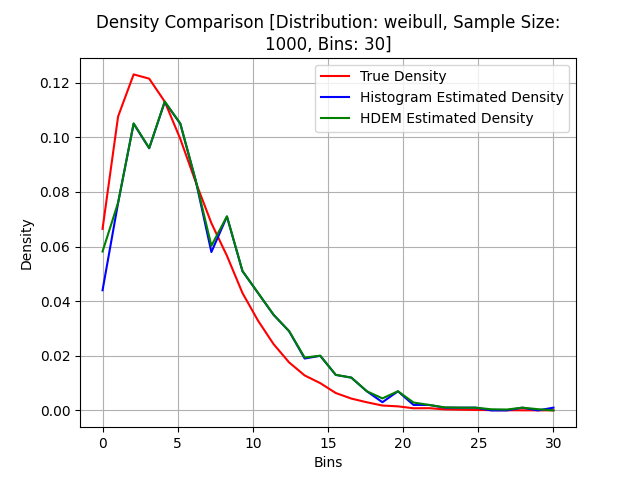 Density Comparison [Distribution: weibull, Sample Size:
1000, Bins: 30]
True Density
Histogram Estimated Density
HDEM Estimated Density
Density
0.12
0.10
0.08
0.06
0.04
0.02
0.00
0 5 10 15 20 25 30
Bins